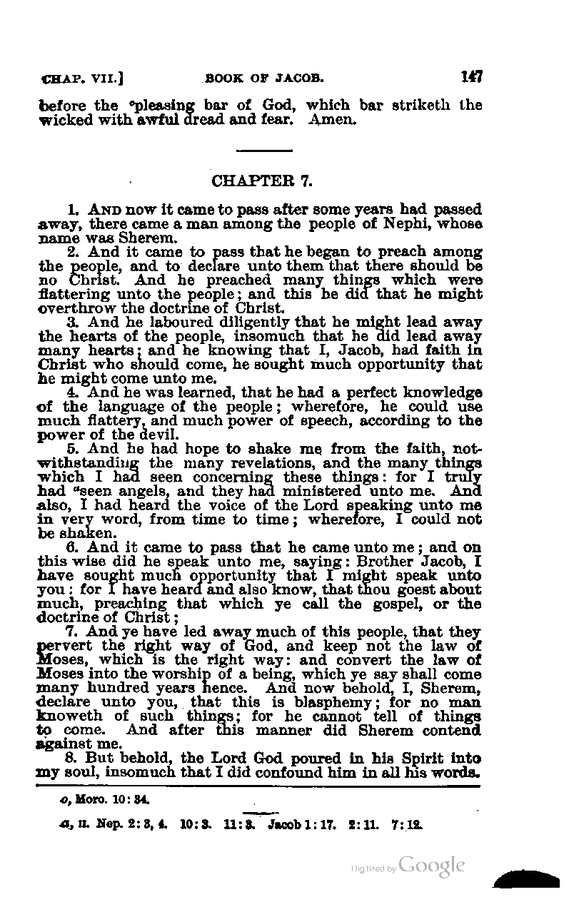 CHAP. VII.] BOOK OF JACOB. 147
before the ᵒpleasing bar of God, which bar striketh the
wicked with awful dread and fear. Amen.
CHAPTER 7.
1. AND now it came to pass after some years had passed
away, there came a man among the people of Nephi, whose
name was Sherem.
2. And it came to pass that he began to preach among
the people, and to declare unto them that there should be
no Christ. And he preached many things which were
flattering unto the people; and this he did that he might
overthrow the doctrine of Christ.
3. And he laboured diligently that he might lead away
the hearts of the people, insomuch that he did lead away
many hearts; and he knowing that I, Jacob, had faith in
Christ who should come, he sought much opportunity that
he might come unto me.
4. And he was learned, that he had a perfect knowledge
of the language of the people; wherefore, he could use
much flattery, and much power of speech, according to the
power of the devil.
5. And he had hope to shake me from the faith, not-
withstanding the many revelations, and the many things
which I had seen concerning these things: for I truly
had ᵃseen angels, and they had ministered unto me. And
also, I had heard the voice of the Lord speaking unto me
in very word, from time to time; wherefore, I could not
be shaken.
6. And it came to pass that he came unto me; and on
this wise did he speak unto me, saying: Brother Jacob, I
have sought much opportunity that I might speak unto
you: for I have heard and also know, that thou goest about
much, preaching that which ye call the gospel, or the
doctrine of Christ;
7. And ye have led away much of this people, that they
pervert the right way of God, and keep not the law of
Moses, which is the right way: and convert the law of
Moses into the worship of a being, which ye say shall come
many hundred years hence. And now behold, I, Sherem,
declare unto you, that this is blasphemy; for no man
knoweth of such things; for he cannot tell of things
to come. And after this manner did Sherem contend
against me.
8. But behold, the Lord God poured in his Spirit into
my soul, insomuch that I did confound him in all his words.
o, Moro. 10: 34.
a, II. Nep. 2: 3, 4. 10: 3. 11: 3. Jacob 1: 17. 2: 11. 7: 12.
Digitized by Google